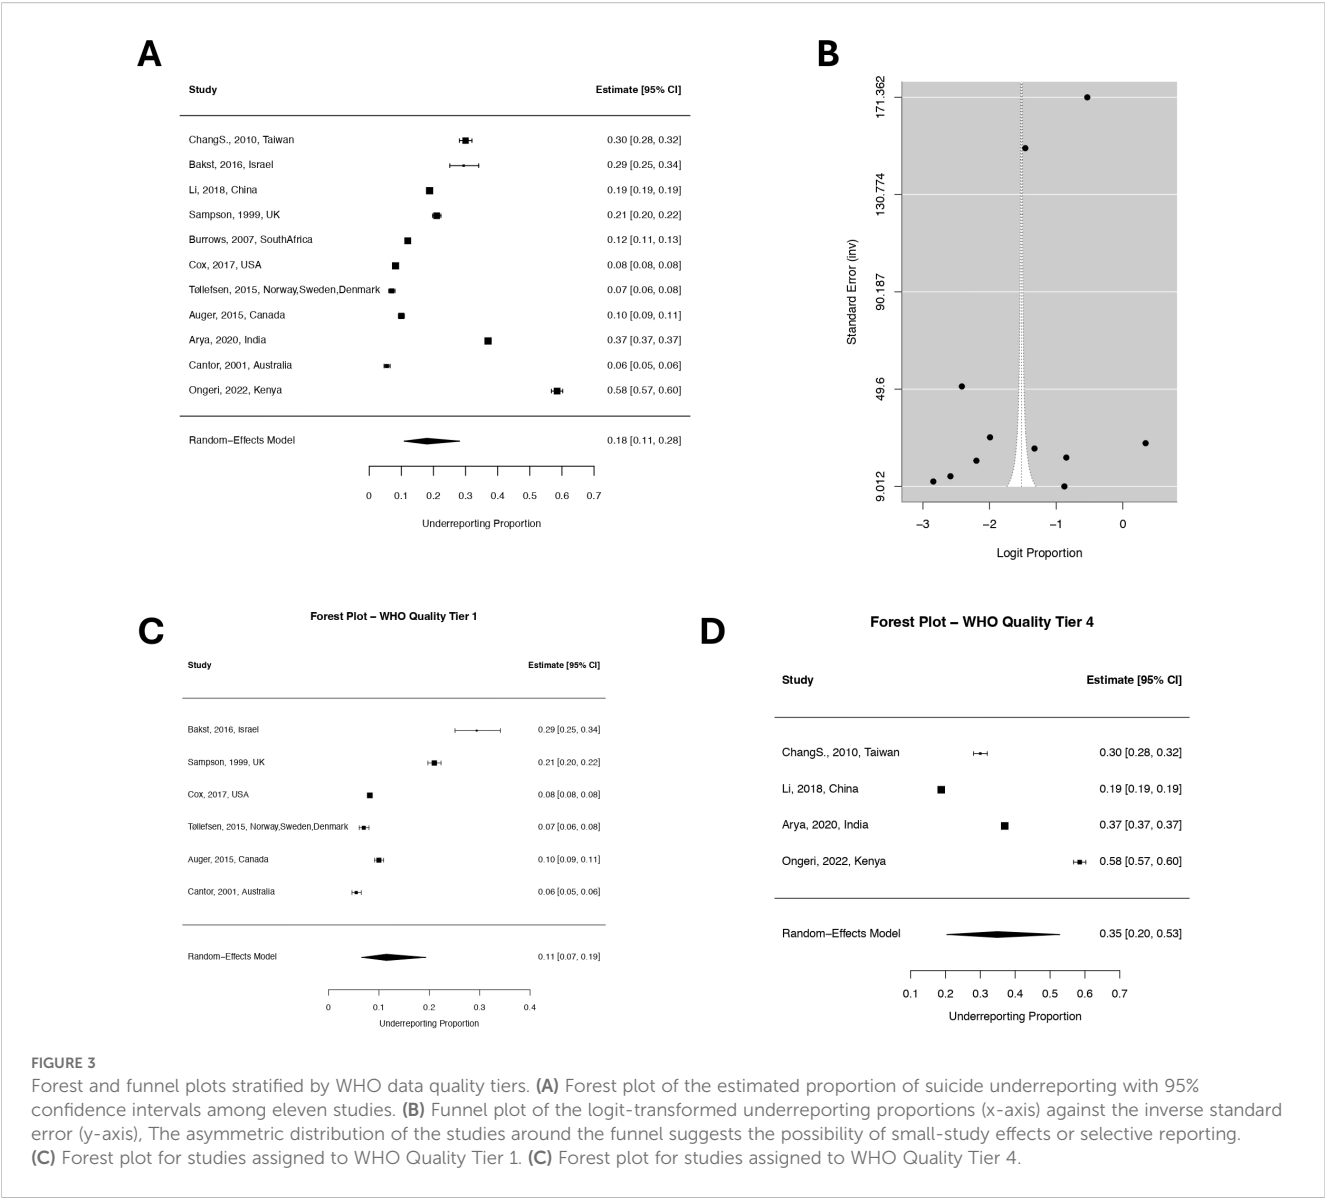 A
Study Estimate [95% CI]
ChangS., 2010, Taiwan 0.30 [0.28, 0.32]
Bakst, 2016, Israel 0.29 [0.25, 0.34]
Li, 2018, China 0.19 [0.19, 0.19]
Sampson, 1999, UK 0.21 [0.20, 0.22]
Burrows, 2007, SouthAfrica 0.12 [0.11, 0.13]
Cox, 2017, USA 0.08 [0.08, 0.08]
Tøllefsen, 2015, Norway,Sweden,Denmark 0.07 [0.06, 0.08]
Auger, 2015, Canada 0.10 [0.09, 0.11]
Arya, 2020, India 0.37 [0.37, 0.37]
Cantor, 2001, Australia 0.06 [0.05, 0.06]
Ongeri, 2022, Kenya 0.58 [0.57, 0.60]
Random−Effects Model 0.18 [0.11, 0.28]
0 0.1 0.2 0.3 0.4 0.5 0.6 0.7
Underreporting Proportion
B
Standard Error (inv)
171.362
130.774
90.187
49.6
9.012
−3 −2 −1 0
Logit Proportion
C
Forest Plot – WHO Quality Tier 1
Study Estimate [95% CI]
Bakst, 2016, Israel 0.29 [0.25, 0.34]
Sampson, 1999, UK 0.21 [0.20, 0.22]
Cox, 2017, USA 0.08 [0.08, 0.08]
Tøllefsen, 2015, Norway,Sweden,Denmark 0.07 [0.06, 0.08]
Auger, 2015, Canada 0.10 [0.09, 0.11]
Cantor, 2001, Australia 0.06 [0.05, 0.06]
Random−Effects Model 0.11 [0.07, 0.19]
0 0.1 0.2 0.3 0.4
Underreporting Proportion
D
Forest Plot – WHO Quality Tier 4
Study Estimate [95% CI]
ChangS., 2010, Taiwan 0.30 [0.28, 0.32]
Li, 2018, China 0.19 [0.19, 0.19]
Arya, 2020, India 0.37 [0.37, 0.37]
Ongeri, 2022, Kenya 0.58 [0.57, 0.60]
Random−Effects Model 0.35 [0.20, 0.53]
0.1 0.2 0.3 0.4 0.5 0.6 0.7
Underreporting Proportion
FIGURE 3
Forest and funnel plots stratified by WHO data quality tiers. (A) Forest plot of the estimated proportion of suicide underreporting with 95%
confidence intervals among eleven studies. (B) Funnel plot of the logit-transformed underreporting proportions (x-axis) against the inverse standard
error (y-axis), The asymmetric distribution of the studies around the funnel suggests the possibility of small-study effects or selective reporting.
(C) Forest plot for studies assigned to WHO Quality Tier 1. (C) Forest plot for studies assigned to WHO Quality Tier 4.